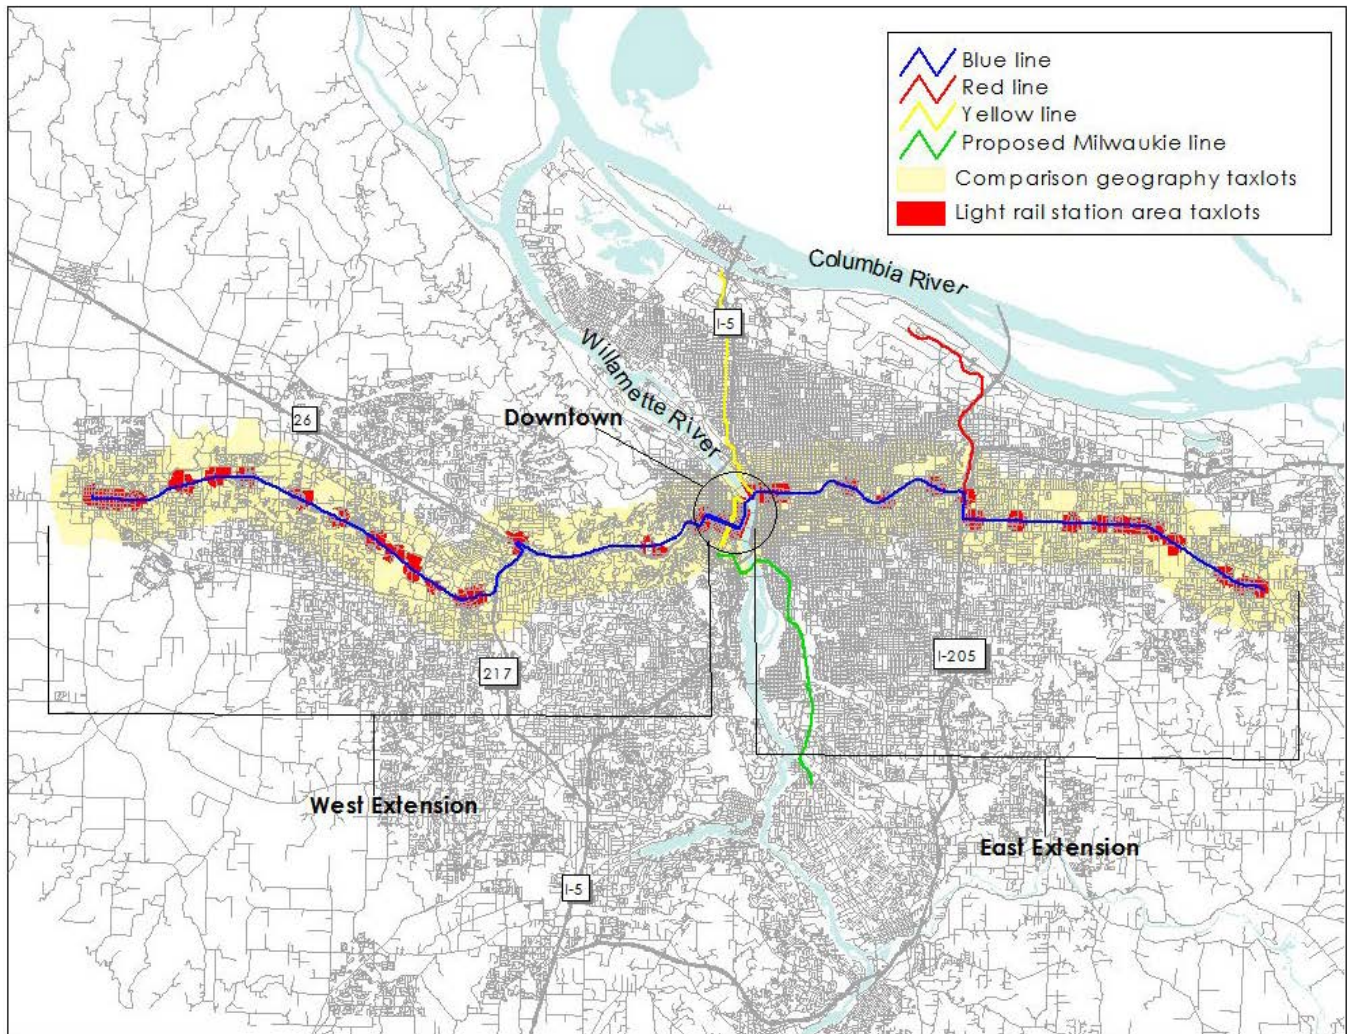 Blue line
Red line
Yellow line
Proposed Milwaukie line
Comparison geography taxlots
Light rail station area taxlots
Columbia River
I-5
Willamette River
26
Downtown
217
I-205
West Extension
East Extension
I-5